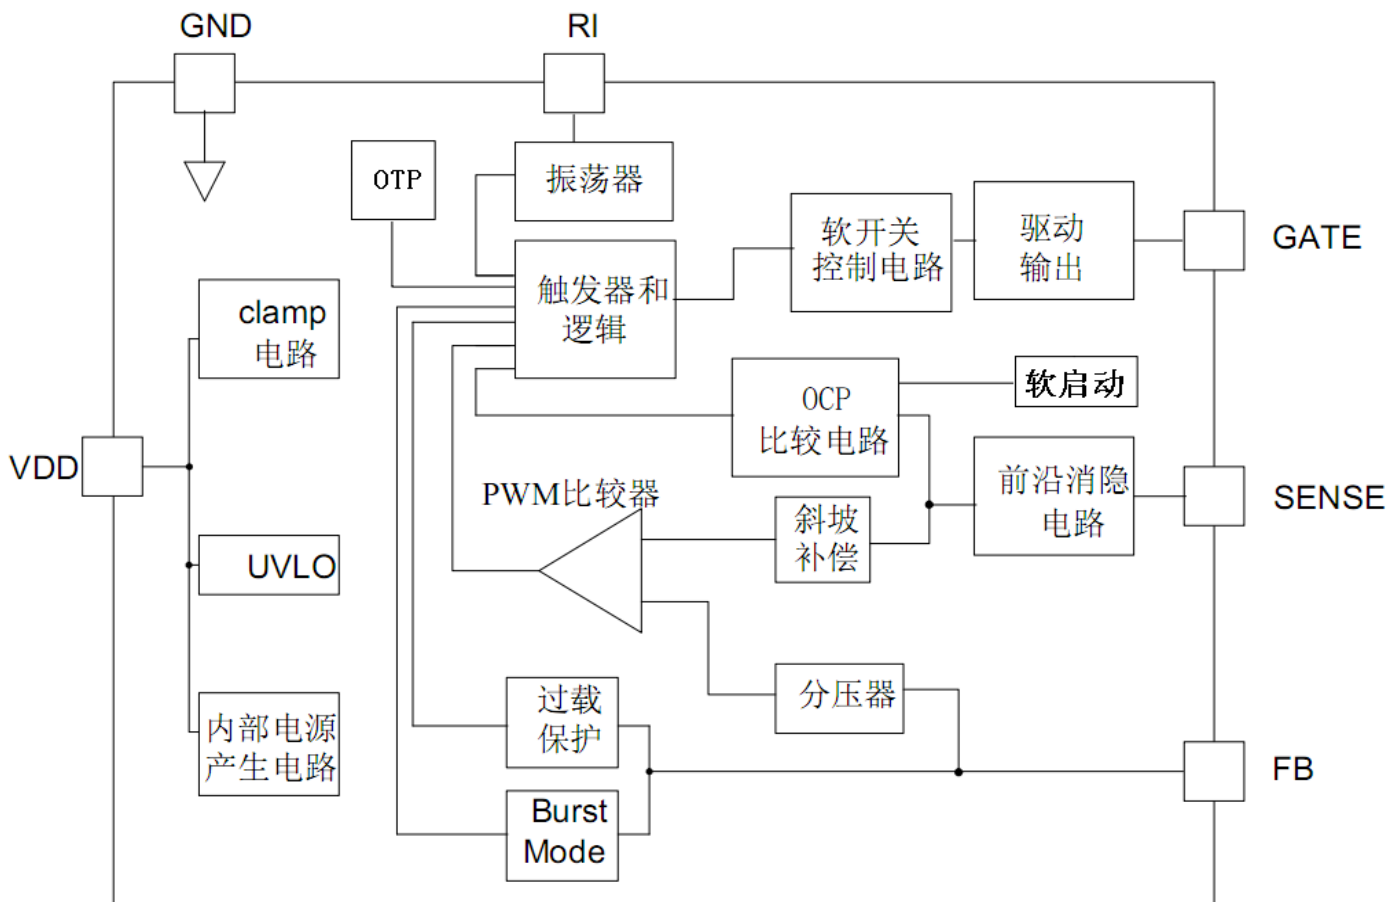 GND
RI
OTP
振荡器
软开关
控制电路
驱动
输出
GATE
触发器和
逻辑
clamp
电路
OCP
比较电路
软启动
VDD
PWM比较器
斜坡
补偿
前沿消隐
电路
SENSE
UVLO
过载
保护
分压器
内部电源
产生电路
FB
Burst
Mode